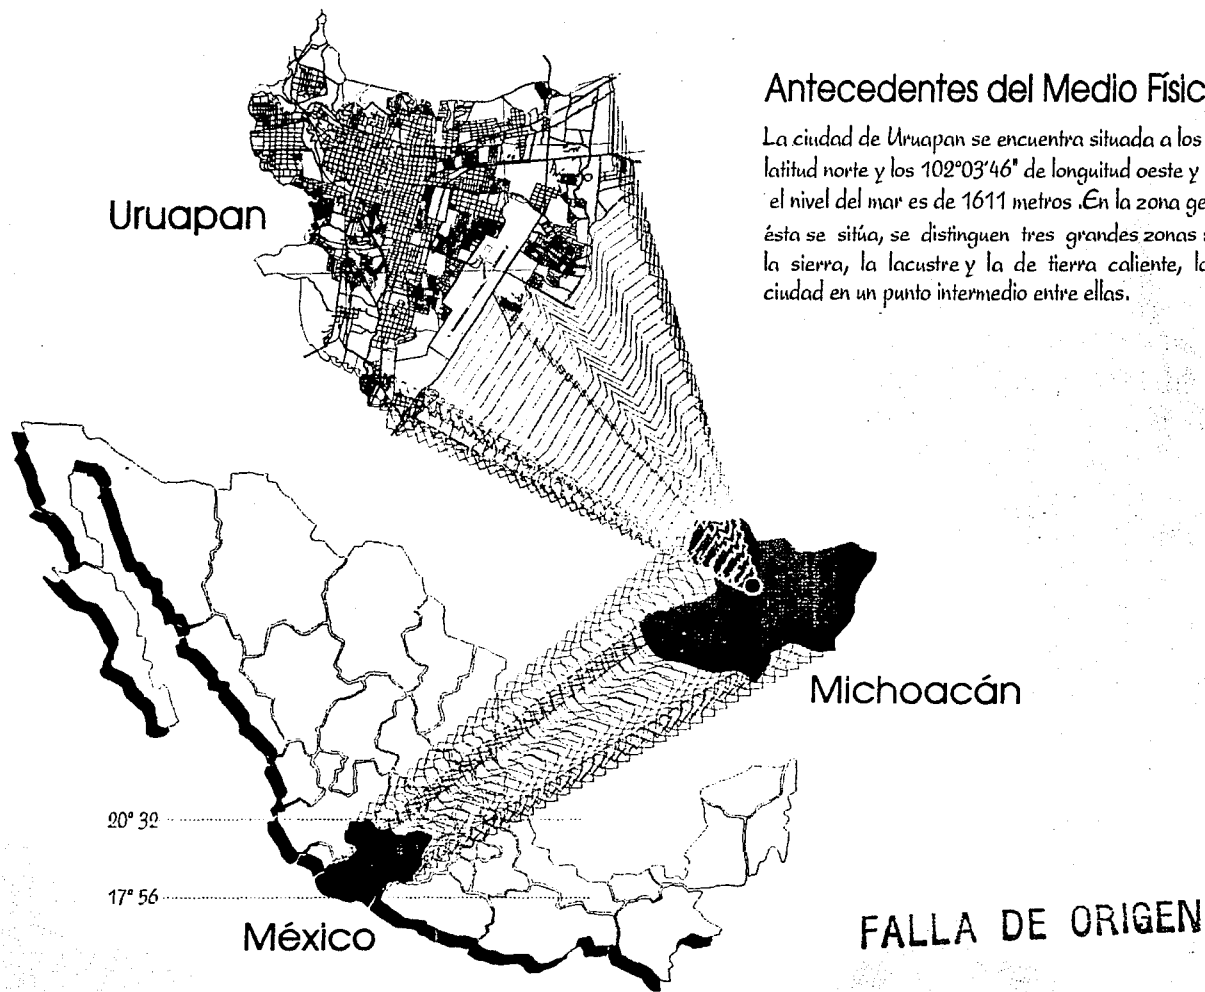 Antecedentes del Medio Físic
La ciudad de Uruapan se encuentra situada a los
latitud norte y los 102°03'46" de longuitud oeste y
el nivel del mar es de 1611 metros .En la zona ge
ésta se sitúa, se distinguen tres grandes zonas
la sierra, la lacustre y la de tierra caliente, la
ciudad en un punto intermedio entre ellas.
Uruapan
Michoacán
20° 32
17° 56
México
FALLA DE ORIGEN